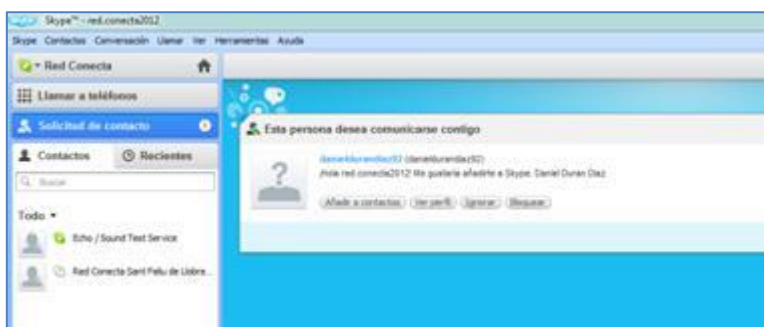 Skype™ - red.conecta2012
Skype Contactos Conversación Llamar Ver Herramientas Ayuda
Red Conecta
Llamar a teléfonos
Solicitud de contacto
Contactos Recientes
Buscar
Todo
Echo / Sound Test Service
Red Conecta Sant Feliu de Llobre...
Esta persona desea comunicarse contigo
danieldurandiaz92 (danieldurandiaz92)
¡Hola red.conecta2012! Me gustaría añadirte a Skype. Daniel Duran Diaz
Añadir a contactos Ver perfil Ignorar Bloquear